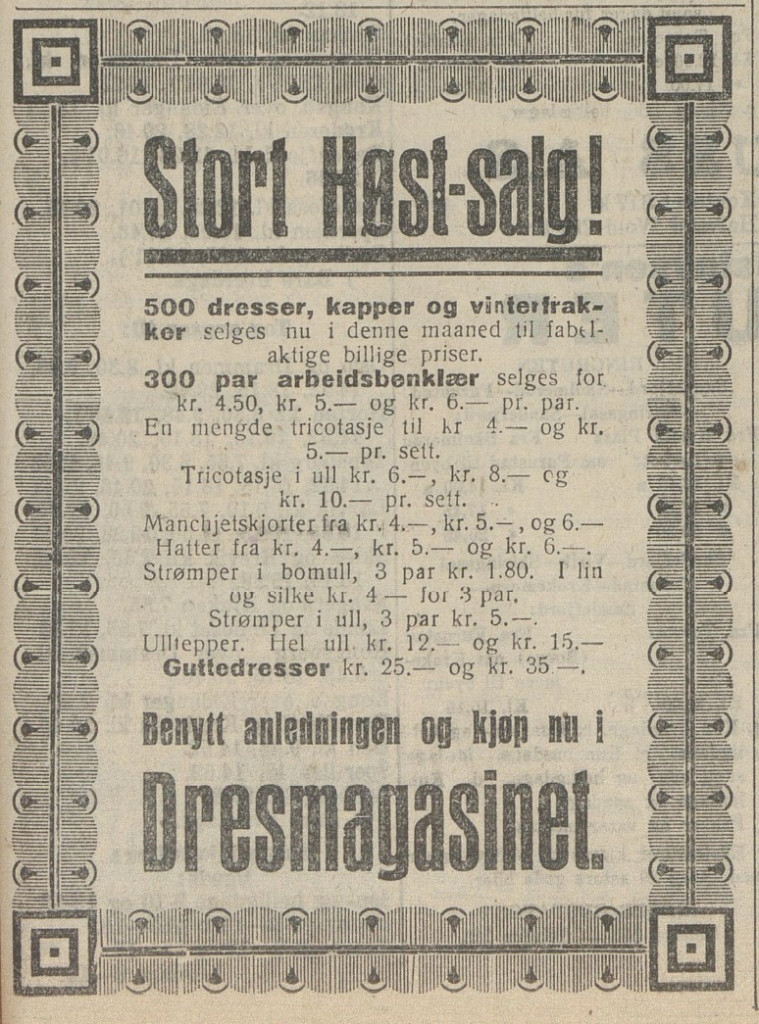 Stort Høst-salg!
500 dresser, kapper og vinterfrak-
ker selges nu i denne maaned til fabel-
aktige billige priser.
300 par arbeidsbenklær selges for
kr. 4.50, kr. 5.— og kr. 6.— pr. par.
En mengde tricotasje til kr 4.— og kr.
5.— pr. sett.
Tricotasje i ull kr. 6.—, kr. 8.— og
kr. 10.— pr. sett.
Manchjetskjorter fra kr. 4.—, kr. 5.—, og 6.—
Hatter fra kr. 4.—, kr. 5.— og kr. 6.—.
Strømper i bomull, 3 par kr. 1.80. I lin
og silke kr. 4 — for 3 par.
Strømper i ull, 3 par kr. 5.—.
Ulltepper. Hel ull kr. 12.— og kr. 15.—
Guttedresser kr. 25.— og kr. 35.—.
Benytt anledningen og kjøp nu i
Dresmagasinet.